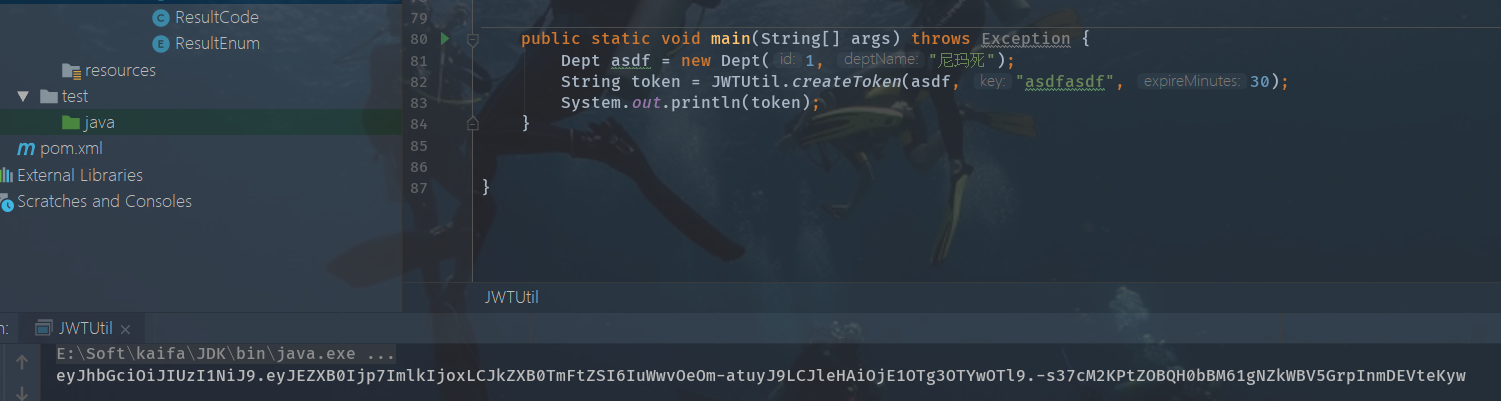 ResultCode
ResultEnum
resources
test
java
pom.xml
External Libraries
Scratches and Consoles
79
80 public static void main(String[] args) throws Exception {
81 Dept asdf = new Dept( id: 1, deptName: "尼玛死");
82 String token = JWTUtil.createToken(asdf, key: "asdfasdf", expireMinutes: 30);
83 System.out.println(token);
84 }
85
86
87 }
JWTUtil
JWTUtil ×
E:\Soft\kaifa\JDK\bin\java.exe ...
eyJhbGciOiJIUzI1NiJ9.eyJEZXB0Ijp7ImlkIjoxLCJkZXB0TmFtZSI6IuWwvOeOm-atuyJ9LCJleHAiOjE1OTg3OTYwOTl9.-s37cM2KPtZOBQH0bBM61gNZkWBV5GrpInmDEVteKyw